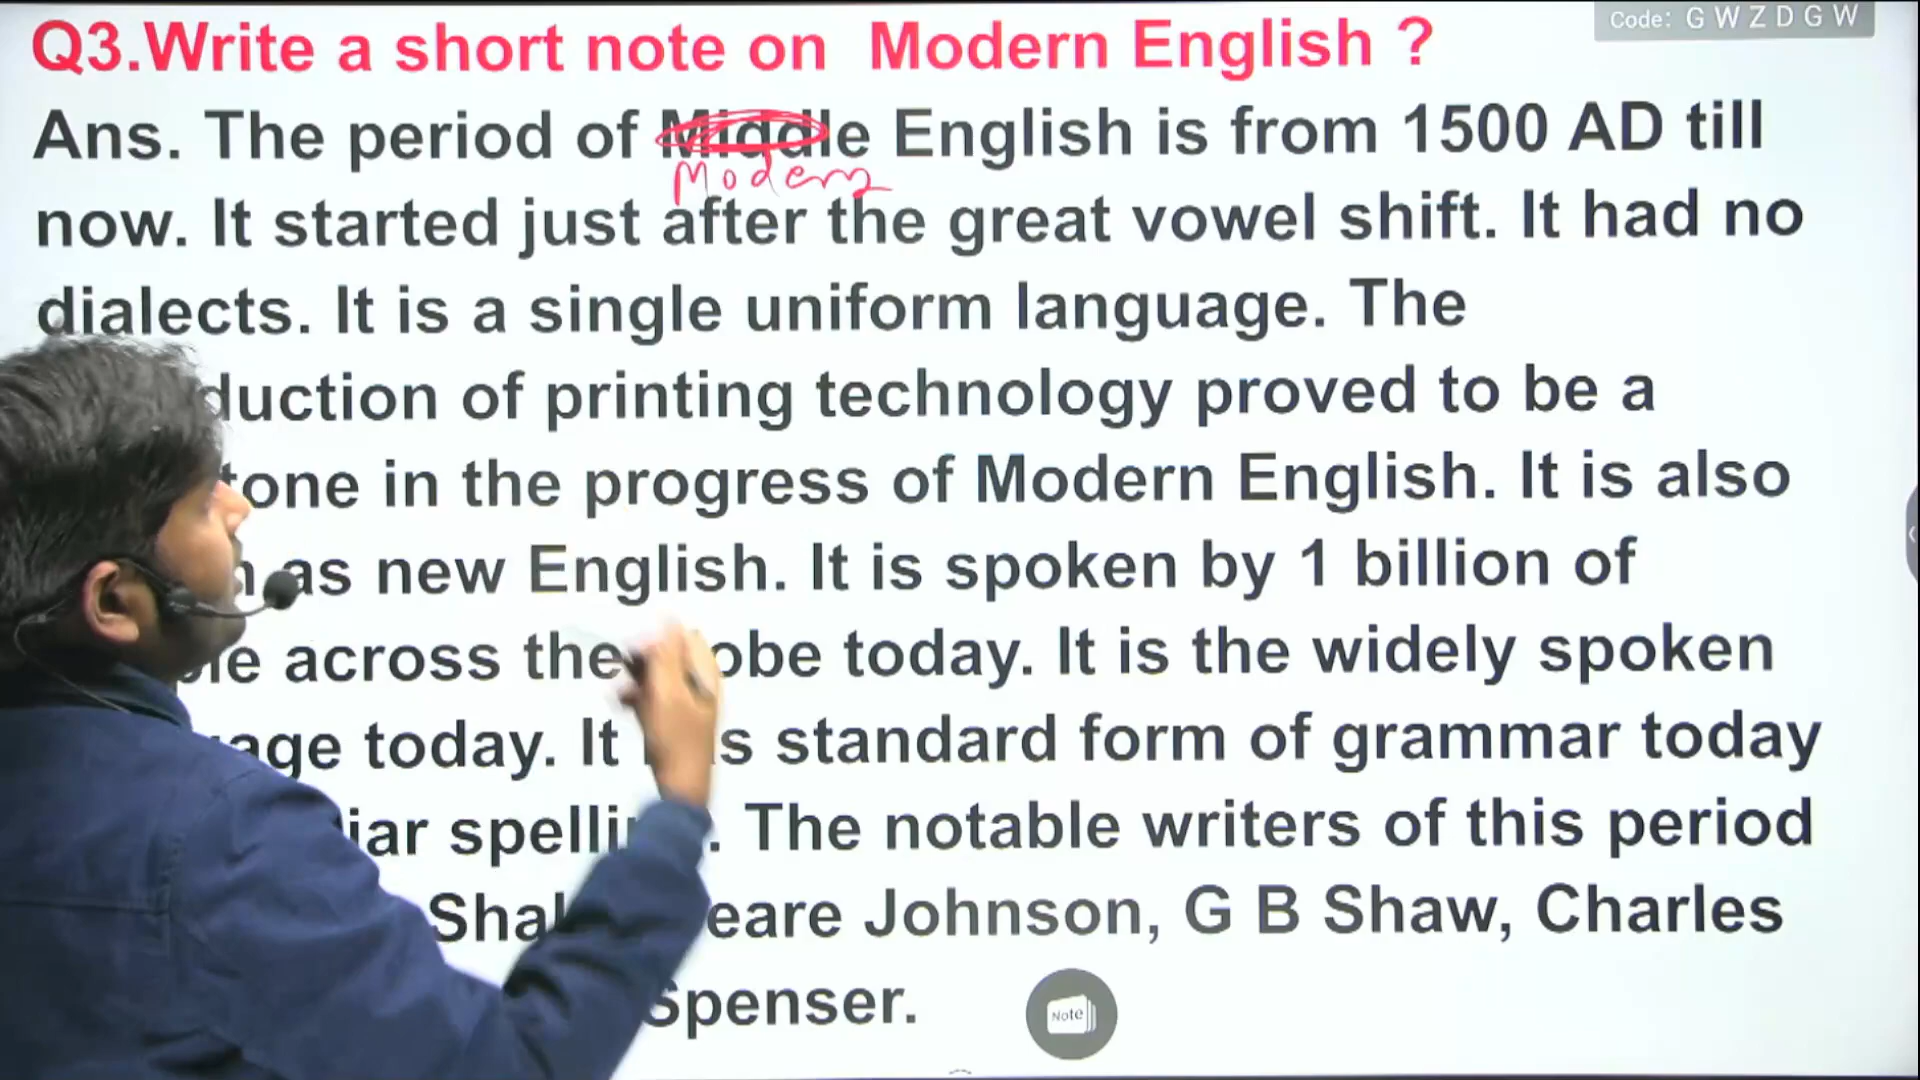 Code: G W Z D G W
Q3.Write a short note on Modern English ?
Ans. The period of Middle English is from 1500 AD till
Modern
now. It started just after the great vowel shift. It had no
dialects. It is a single uniform language. The
duction of printing technology proved to be a
tone in the progress of Modern English. It is also
as new English. It is spoken by 1 billion of
across the obe today. It is the widely spoken
age today. It s standard form of grammar today
iar spelli . The notable writers of this period
Sha eare Johnson, G B Shaw, Charles
Spenser.
Note